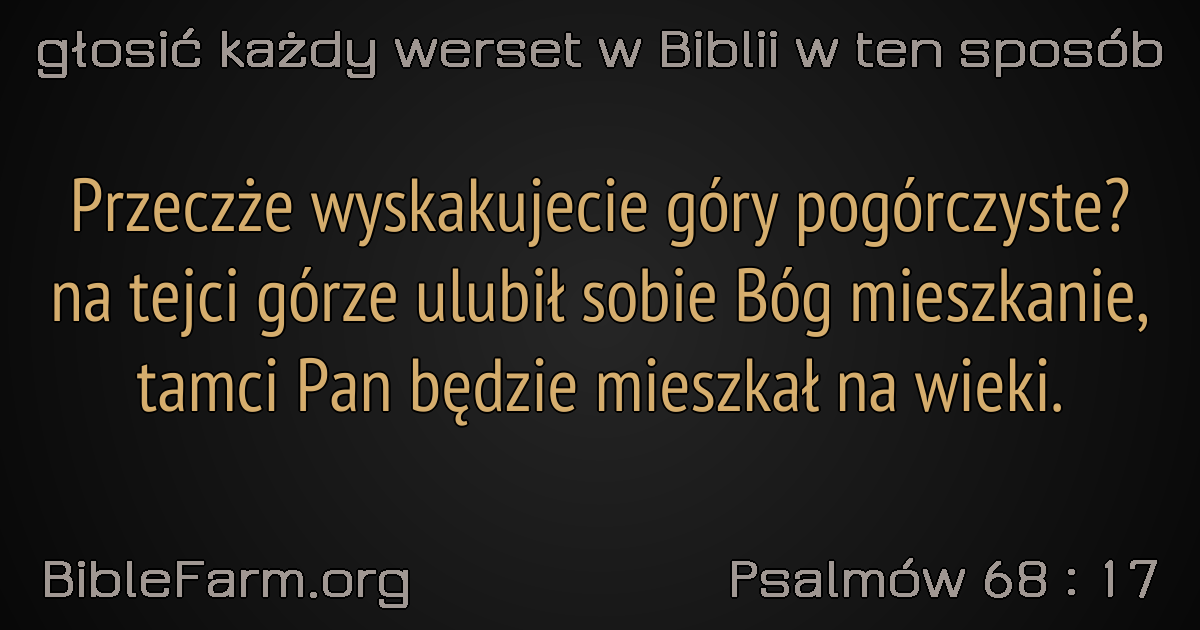 głosić każdy werset w Biblii w ten sposób
Przeczże wyskakujecie góry pogórczyste?
na tejci górze ulubił sobie Bóg mieszkanie,
tamci Pan będzie mieszkał na wieki.
BibleFarm.org
Psalmów 68 : 17